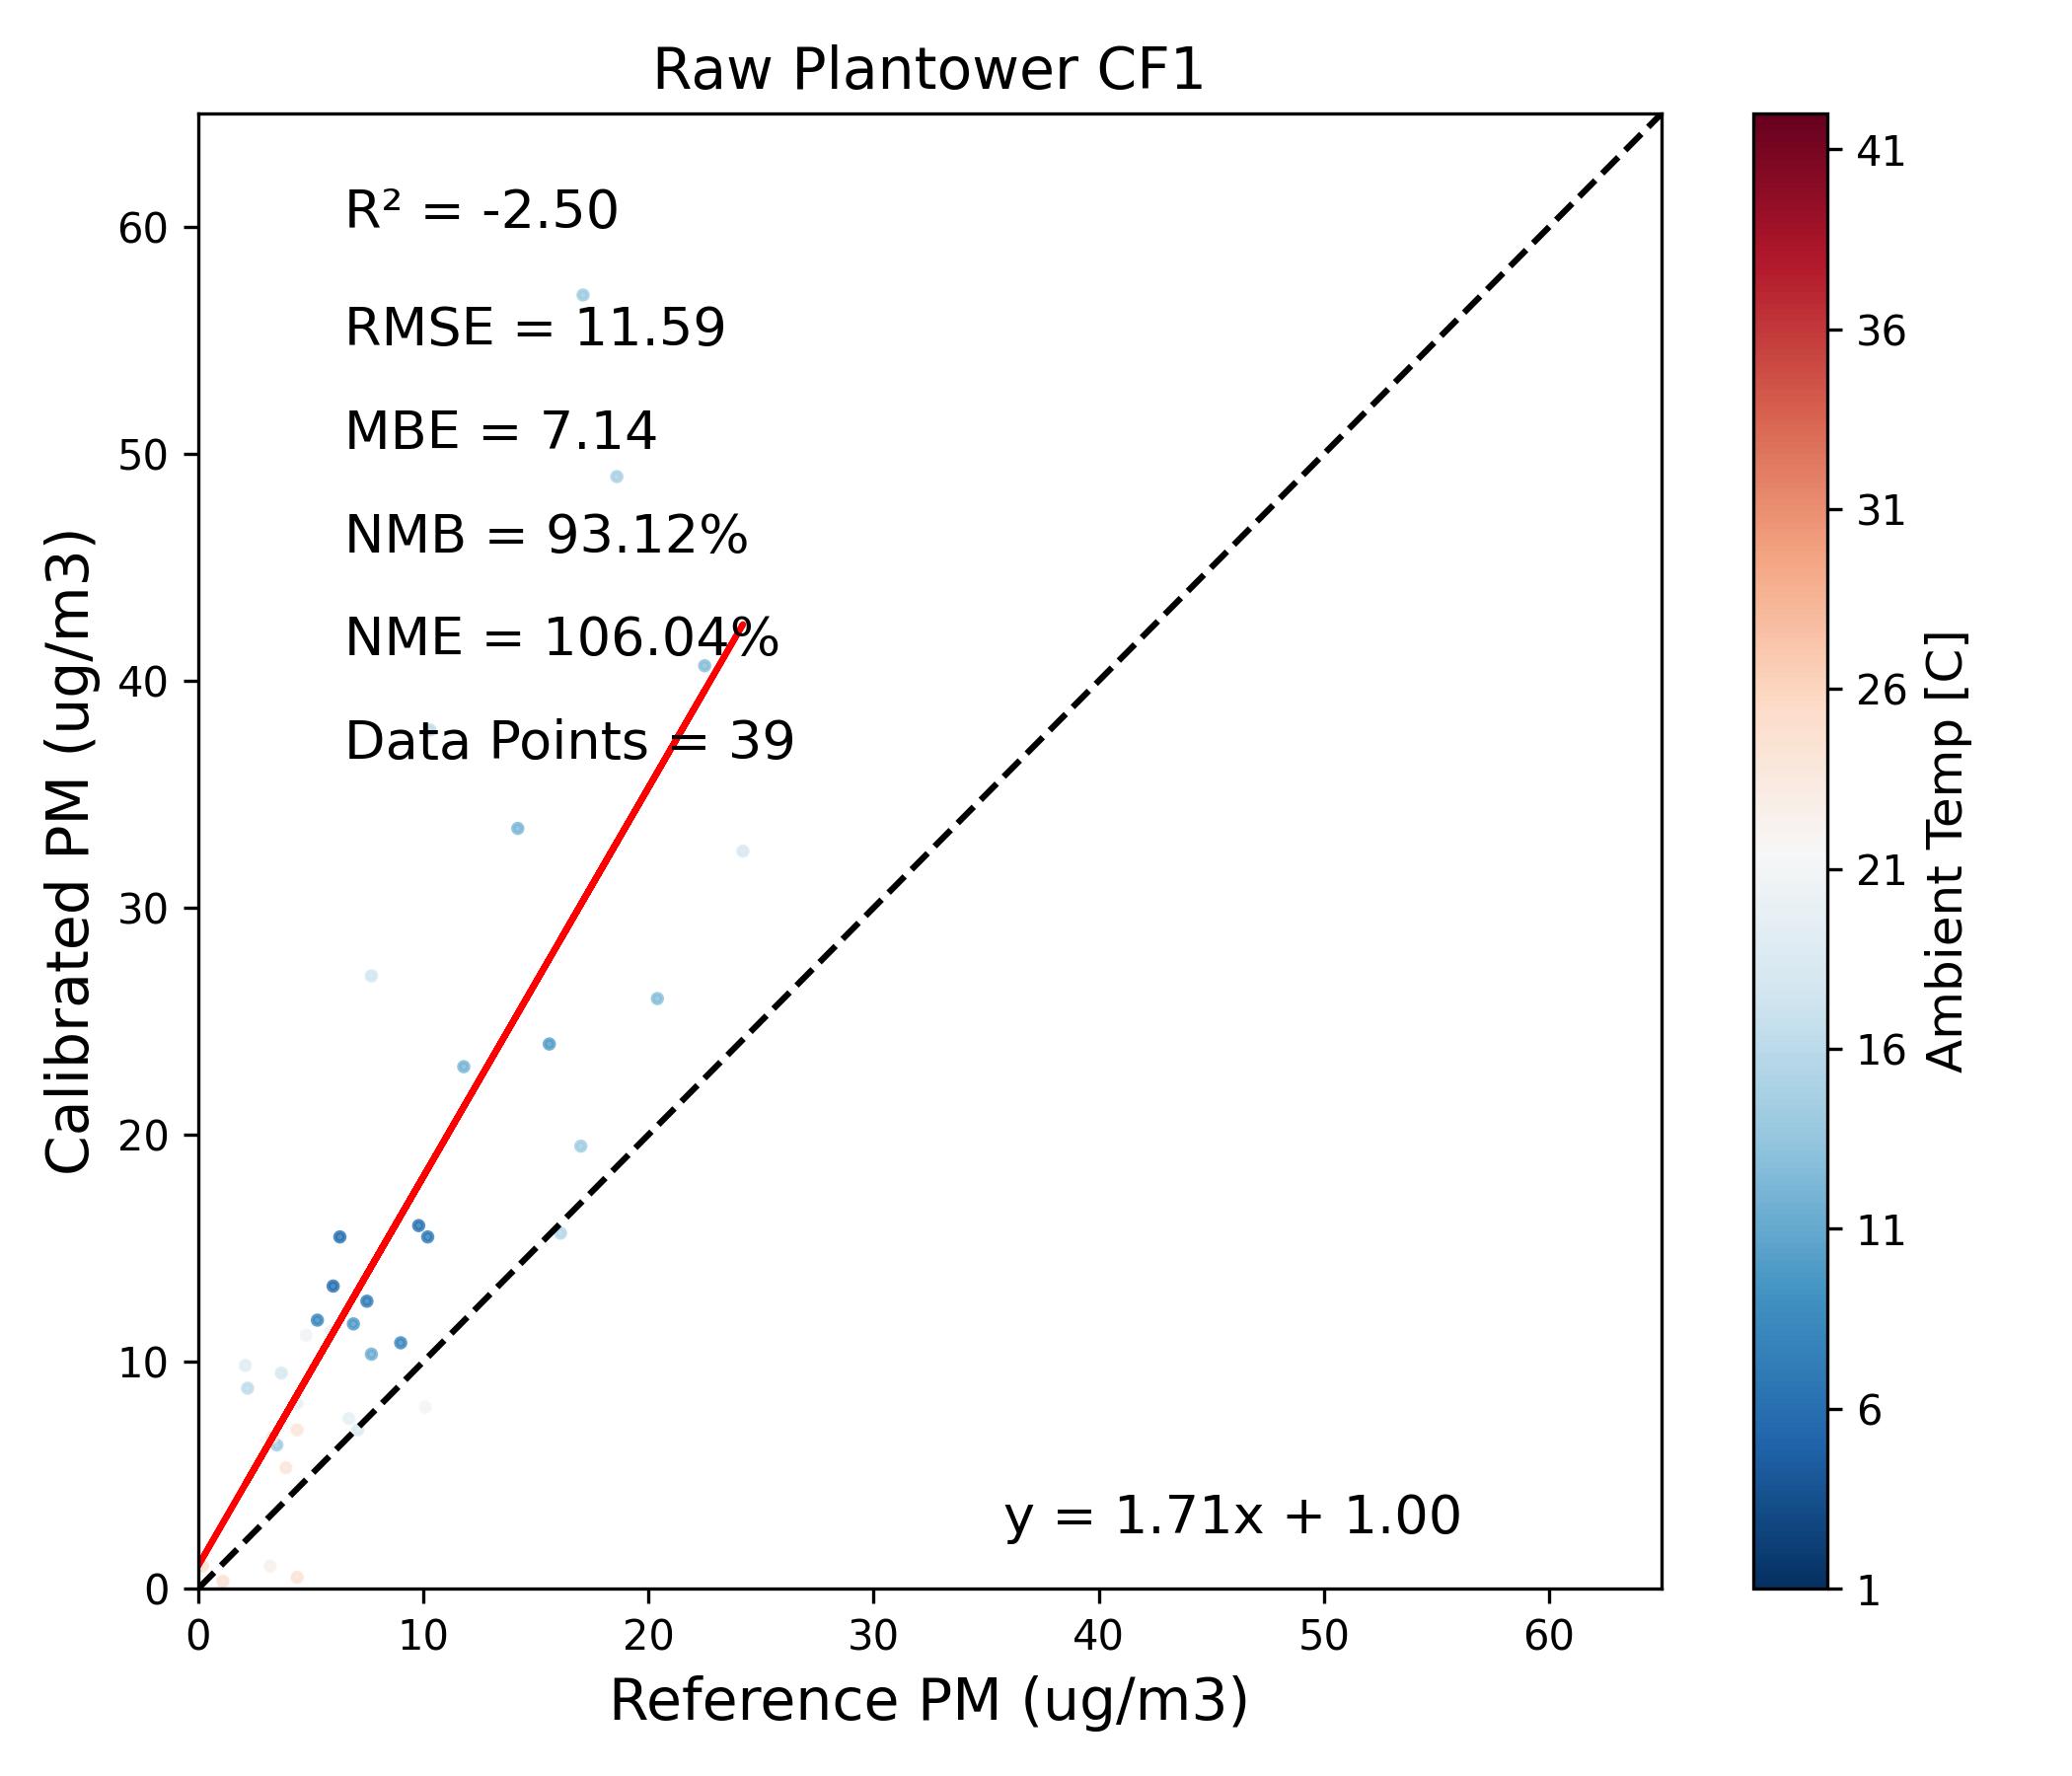 Raw Plantower CF1
R² = -2.50
RMSE = 11.59
MBE = 7.14
NMB = 93.12%
NME = 106.04%
Data Points = 39
y = 1.71x + 1.00
Calibrated PM (ug/m3)
60
50
40
30
20
10
0
0 10 20 30 40 50 60
Reference PM (ug/m3)
41
36
31
26
21
16
11
6
1
Ambient Temp [C]